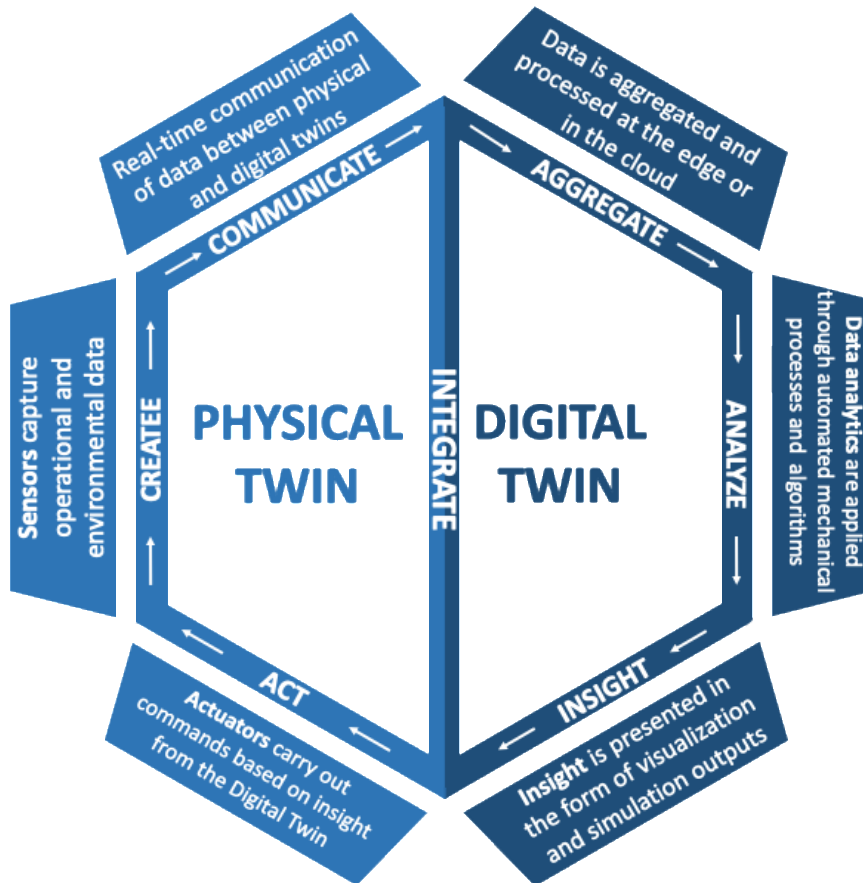 Real-time communication
of data between physical
and digital twins
COMMUNICATE
Data is aggregated and
processed at the edge or
in the cloud
AGGREGATE
Sensors capture
operational and
environmental data
CREATEE
PHYSICAL
TWIN
INTEGRATE
DIGITAL
TWIN
ANALYZE
Data analytics are applied
through automated mechanical
processes and algorithms
ACT
Actuators carry out
commands based on insight
from the Digital Twin
INSIGHT
Insight is presented in
the form of visualization
and simulation outputs